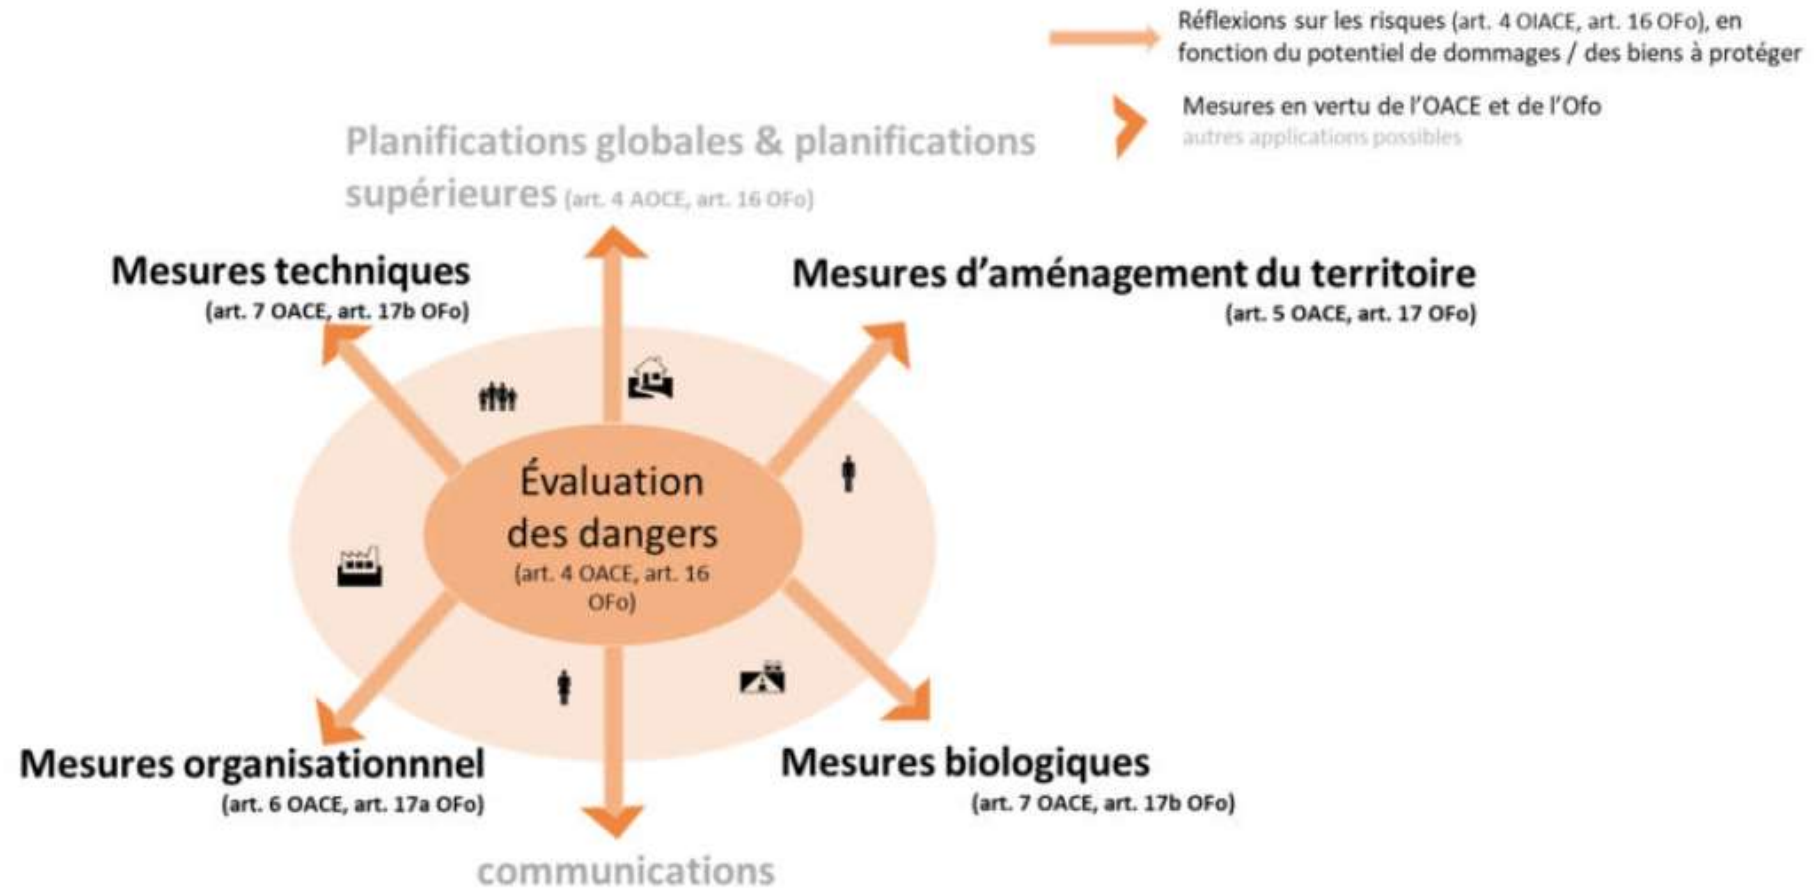 Réflexions sur les risques (art. 4 OIACE, art. 16 OFo), en
fonction du potentiel de dommages / des biens à protéger
Mesures en vertu de l'OACE et de l'Ofo
autres applications possibles
Planifications globales & planifications
supérieures (art. 4 AOCE, art. 16 OFo)
Mesures techniques
(art. 7 OACE, art. 17b OFo)
Mesures d'aménagement du territoire
(art. 5 OACE, art. 17 OFo)
Évaluation
des dangers
(art. 4 OACE, art. 16
OFo)
Mesures organisationnnel
(art. 6 OACE, art. 17a OFo)
Mesures biologiques
(art. 7 OACE, art. 17b OFo)
communications